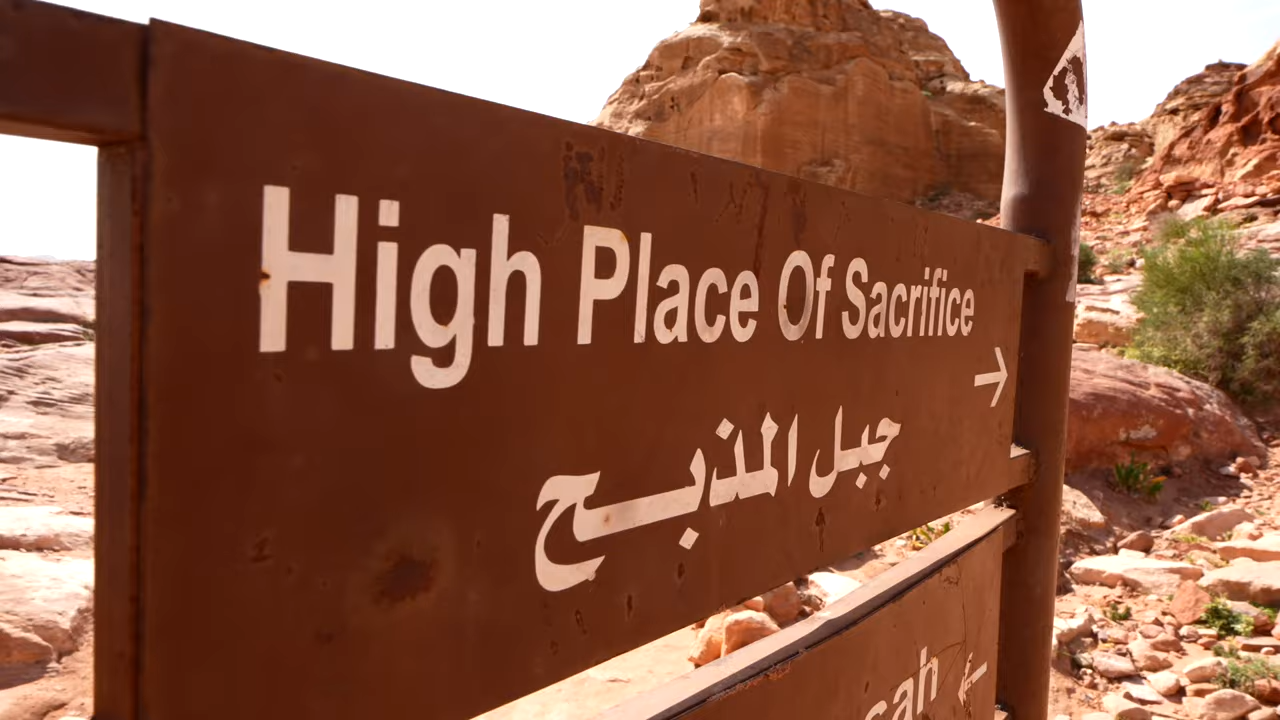 High Place Of Sacrifice
→
جبل المذبح
←